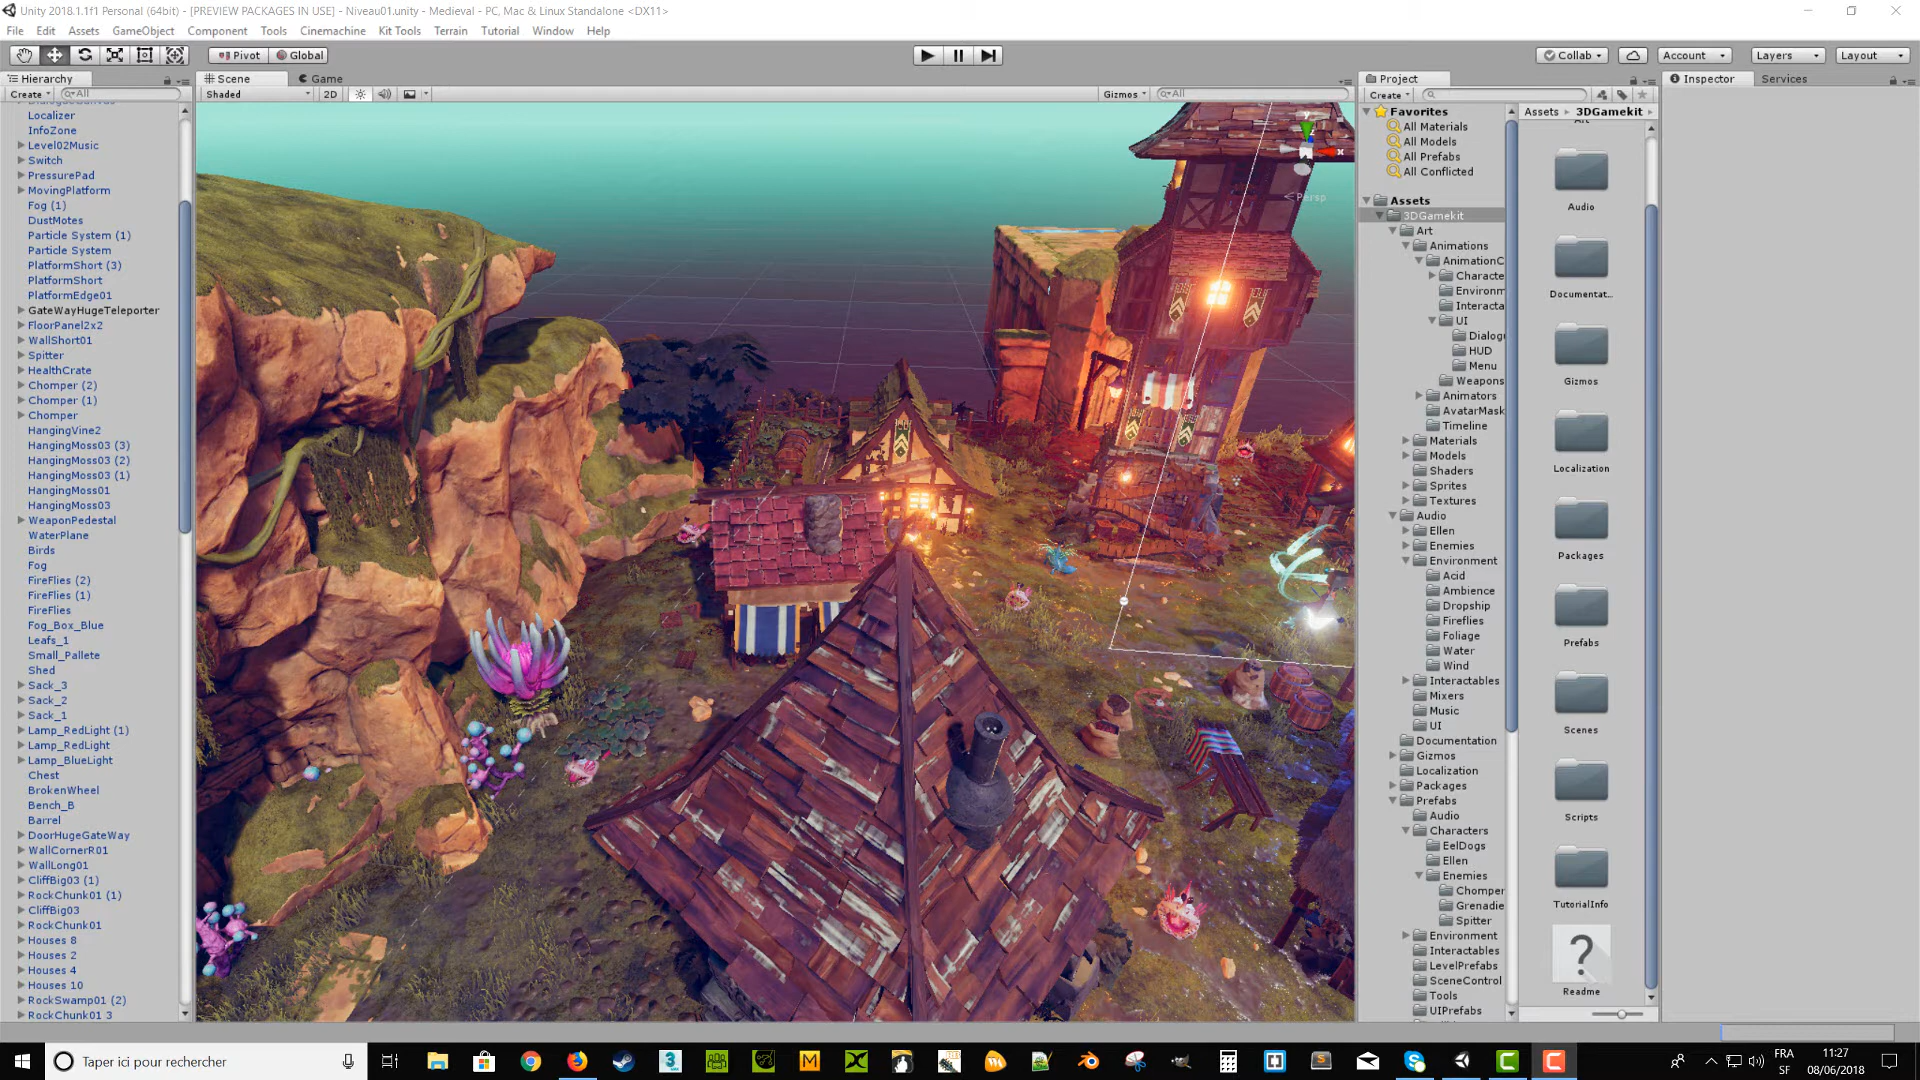 Unity 2018.1.1f1 Personal (64bit) - [PREVIEW PACKAGES IN USE] - Niveau01.unity - Medieval - PC, Mac & Linux Standalone <DX11>
File Edit Assets GameObject Component Tools Cinemachine Kit Tools Terrain Tutorial Window Help
Pivot Global Collab Account Layers Layout
Hierarchy
Create All
Localizer
InfoZone
Level02Music
Switch
PressurePad
MovingPlatform
Fog (1)
DustMotes
Particle System (1)
Particle System
PlatformShort (3)
PlatformShort
PlatformEdge01
GateWayHugeTeleporter
FloorPanel2x2
WallShort01
Spitter
HealthCrate
Chomper (2)
Chomper (1)
Chomper
HangingVine2
HangingMoss03 (3)
HangingMoss03 (2)
HangingMoss03 (1)
HangingMoss01
HangingMoss03
WeaponPedestal
WaterPlane
Birds
Fog
FireFlies (2)
FireFlies (1)
FireFlies
Fog_Box_Blue
Leafs_1
Small_Pallete
Shed
Sack_3
Sack_2
Sack_1
Lamp_RedLight (1)
Lamp_RedLight
Lamp_BlueLight
Chest
BrokenWheel
Bench_B
Barrel
DoorHugeGateWay
WallCornerR01
WallLong01
CliffBig03 (1)
RockChunk01 (1)
CliffBig03
RockChunk01
Houses 8
Houses 2
Houses 4
Houses 10
RockSwamp01 (2)
RockChunk01 3
Scene Game
Shaded 2D Gizmos All
y
x
Persp
Project
Create
Favorites
All Materials
All Models
All Prefabs
All Conflicted
Assets
3DGamekit
Art
Animations
AnimationC
Characte
Environm
Interacta
UI
Dialogu
HUD
Menu
Weapons
Animators
AvatarMask
Timeline
Materials
Models
Shaders
Sprites
Textures
Audio
Ellen
Enemies
Environment
Acid
Ambience
Dropship
Fireflies
Foliage
Water
Wind
Interactables
Mixers
Music
UI
Documentation
Gizmos
Localization
Packages
Prefabs
Audio
Characters
EelDogs
Ellen
Enemies
Chomper
Grenadie
Spitter
Environment
Interactables
LevelPrefabs
SceneControl
Tools
UIPrefabs
Assets 3DGamekit
Audio
Documentat...
Gizmos
Localization
Packages
Prefabs
Scenes
Scripts
TutorialInfo
?
Readme
Inspector Services
Taper ici pour rechercher
FRA
SF
11:27
08/06/2018